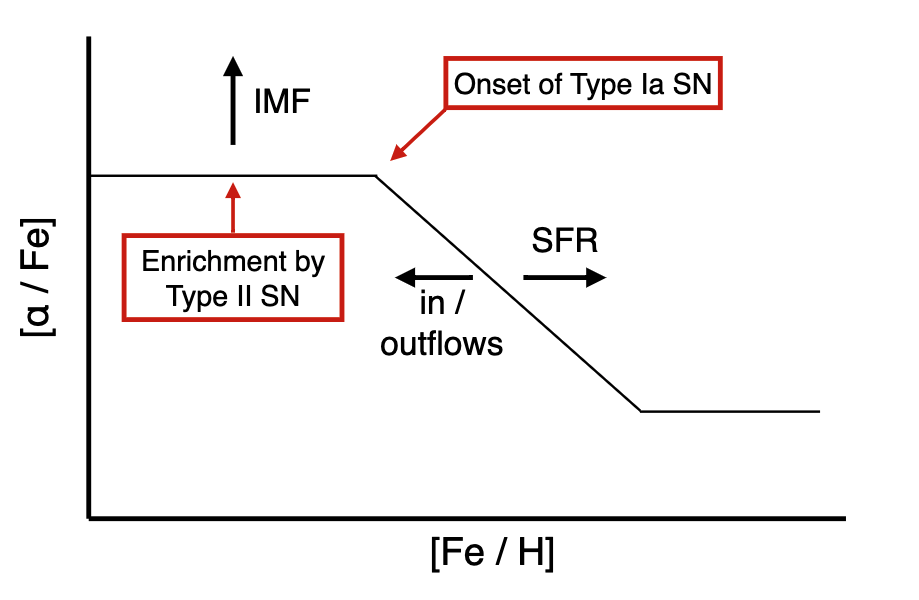 IMF
Onset of Type Ia SN
Enrichment by
Type II SN
SFR
in /
outflows
[α / Fe]
[Fe / H]